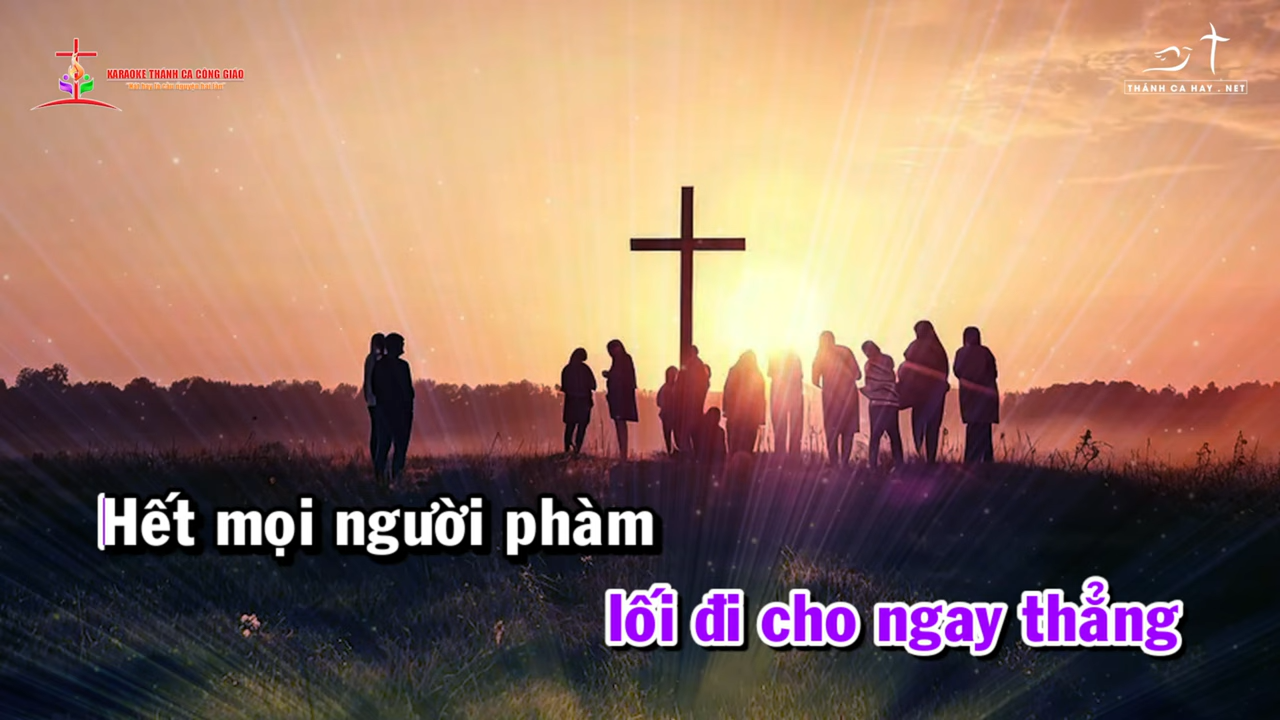 KARAOKE THÁNH CA CÔNG GIÁO
THÁNH CA HAY . NET
Hết mọi người phàm
lối đi cho ngay thẳng